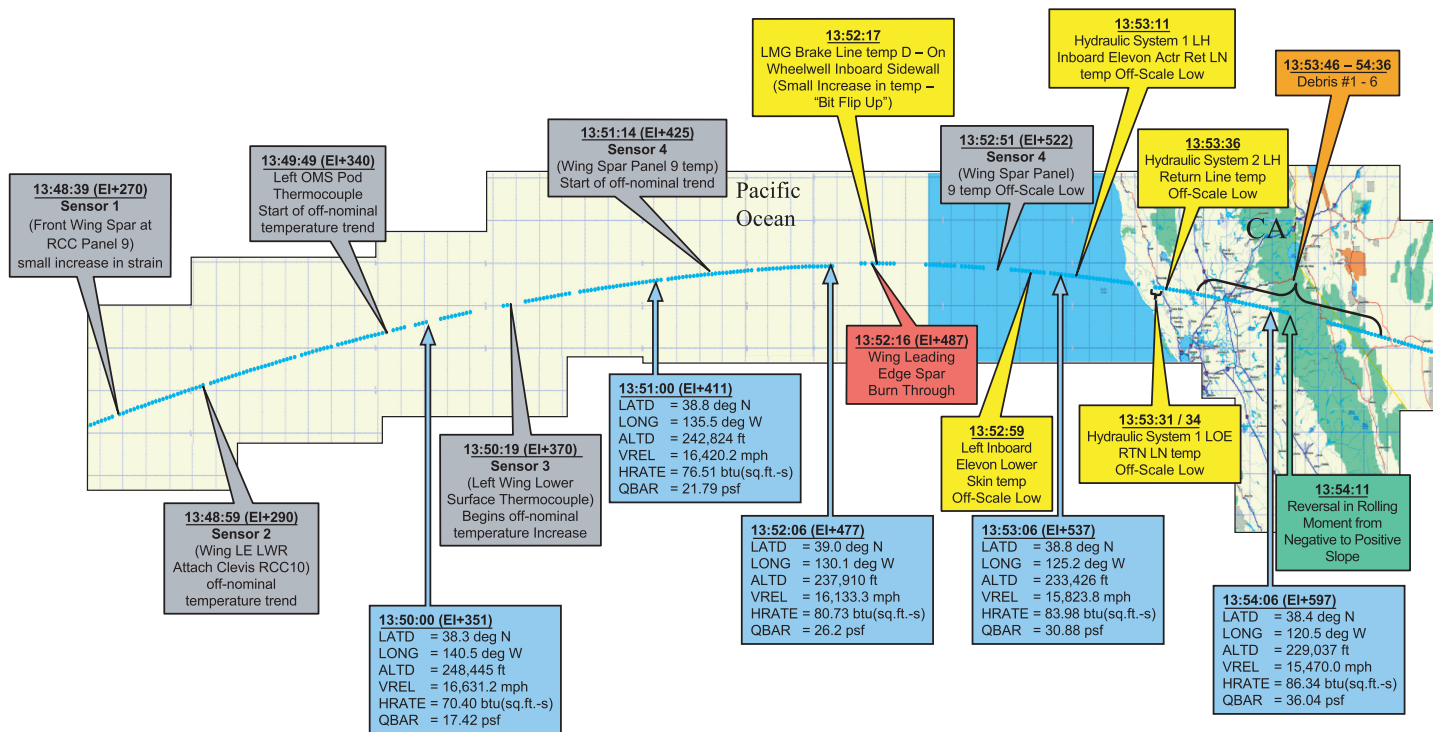 13:48:39 (EI+270)
Sensor 1
(Front Wing Spar at
RCC Panel 9)
small increase in strain
13:49:49 (EI+340)
Left OMS Pod
Thermocouple
Start of off-nominal
temperature trend
13:51:14 (EI+425)
Sensor 4
(Wing Spar Panel 9 temp)
Start of off-nominal trend
13:52:17
LMG Brake Line temp D – On
Wheelwell Inboard Sidewall
(Small Increase in temp –
“Bit Flip Up”)
13:52:51 (EI+522)
Sensor 4
(Wing Spar Panel)
9 temp Off-Scale Low
13:53:11
Hydraulic System 1 LH
Inboard Elevon Actr Ret LN
temp Off-Scale Low
13:53:36
Hydraulic System 2 LH
Return Line temp
Off-Scale Low
13:53:46 – 54:36
Debris #1 - 6
Pacific
Ocean
CA
13:48:59 (EI+290)
Sensor 2
(Wing LE LWR
Attach Clevis RCC10)
off-nominal
temperature trend
13:50:00 (EI+351)
LATD = 38.3 deg N
LONG = 140.5 deg W
ALTD = 248,445 ft
VREL = 16,631.2 mph
HRATE = 70.40 btu(sq.ft.-s)
QBAR = 17.42 psf
13:50:19 (EI+370)
Sensor 3
(Left Wing Lower
Surface Thermocouple)
Begins off-nominal
temperature Increase
13:51:00 (EI+411)
LATD = 38.8 deg N
LONG = 135.5 deg W
ALTD = 242,824 ft
VREL = 16,420.2 mph
HRATE = 76.51 btu(sq.ft.-s)
QBAR = 21.79 psf
13:52:06 (EI+477)
LATD = 39.0 deg N
LONG = 130.1 deg W
ALTD = 237,910 ft
VREL = 16,133.3 mph
HRATE = 80.73 btu(sq.ft.-s)
QBAR = 26.2 psf
13:52:16 (EI+487)
Wing Leading
Edge Spar
Burn Through
13:52:59
Left Inboard
Elevon Lower
Skin temp
Off-Scale Low
13:53:06 (EI+537)
LATD = 38.8 deg N
LONG = 125.2 deg W
ALTD = 233,426 ft
VREL = 15,823.8 mph
HRATE = 83.98 btu(sq.ft.-s)
QBAR = 30.88 psf
13:53:31 / 34
Hydraulic System 1 LOE
RTN LN temp
Off-Scale Low
13:54:11
Reversal in Rolling
Moment from
Negative to Positive
Slope
13:54:06 (EI+597)
LATD = 38.4 deg N
LONG = 120.5 deg W
ALTD = 229,037 ft
VREL = 15,470.0 mph
HRATE = 86.34 btu(sq.ft.-s)
QBAR = 36.04 psf